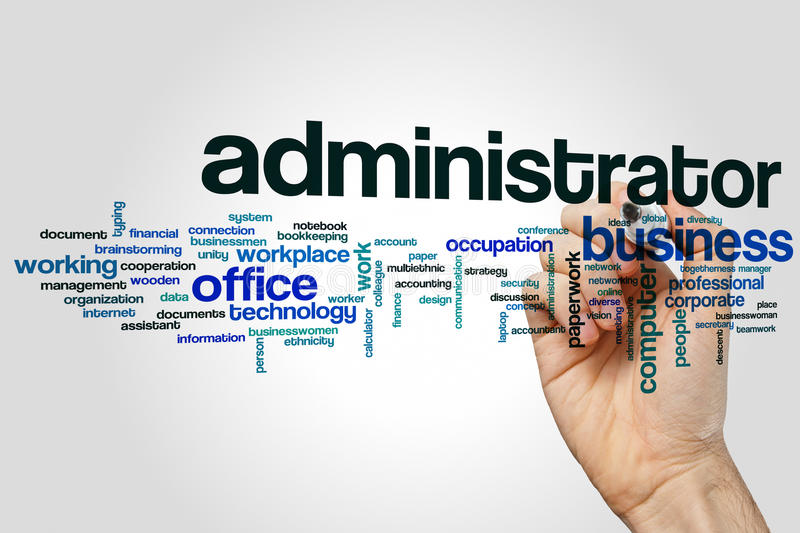 administrator
typing
system
notebook
document
financial
connection
bookkeeping
businessmen
brainstorming
unity
workplace
work
account
working
cooperation
paper
occupation
conference
ideas
global
diversity
business
management
wooden
office
colleague
multiethnic
communication
strategy
administration
paperwork
network
togetherness
manager
organization
data
worker
accounting
security
networking
computer
professional
internet
documents
technology
calculator
finance
design
discussion
online
diverse
corporate
place
assistant
laptop
concept
vision
meeting
administrative
people
businesswoman
information
person
businesswomen
ethnicity
accountant
secretary
descent
teamwork